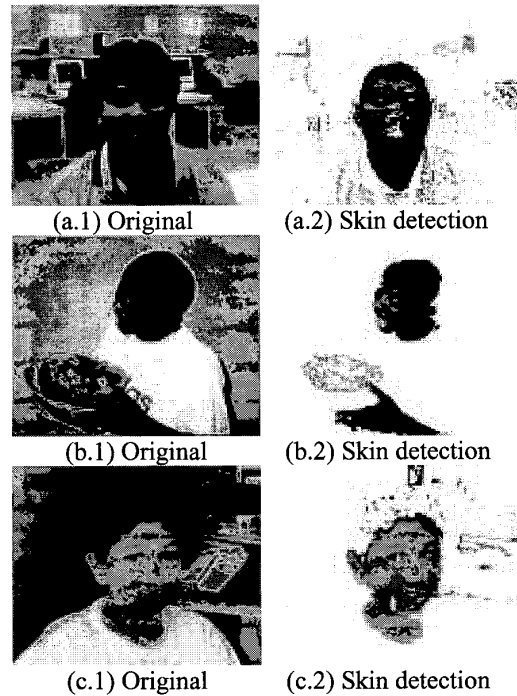 (a.1) Original (a.2) Skin detection
(b.1) Original (b.2) Skin detection
(c.1) Original (c.2) Skin detection